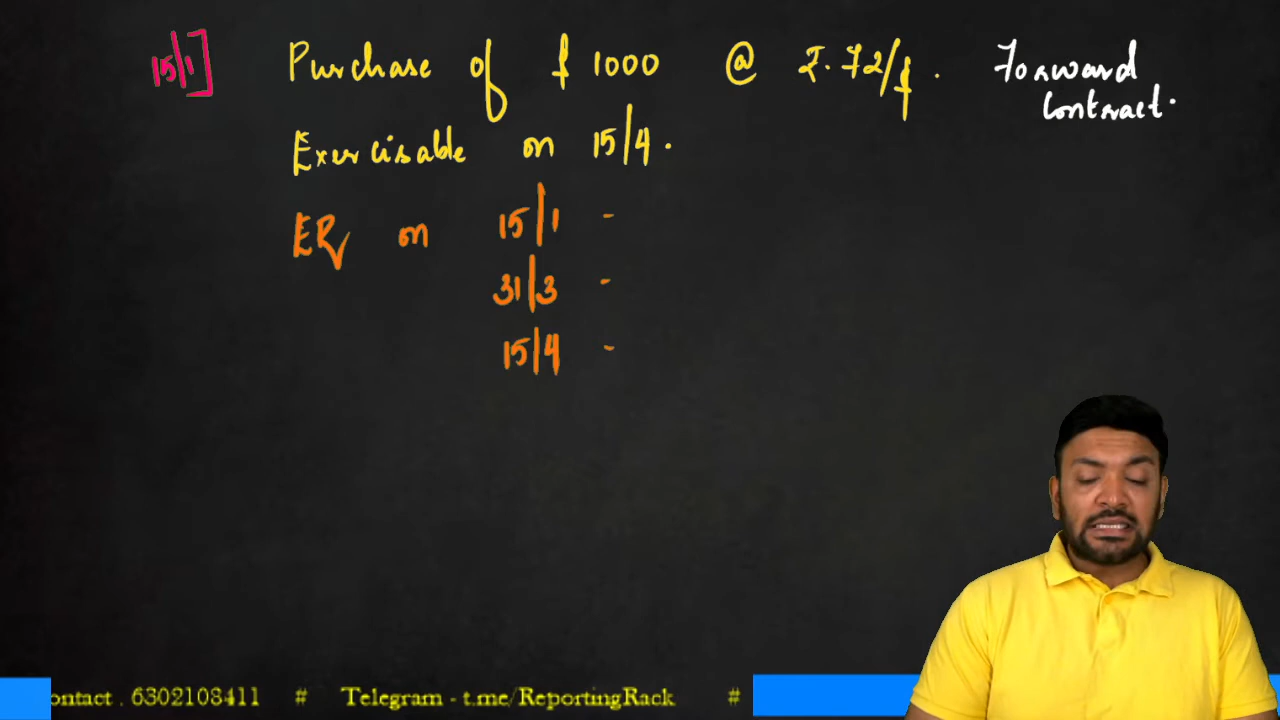 15/1] Purchase of $ 1000 @ ₹. 72/$. Forward contract.
Exercisable on 15/4.
ER on 15/1 -
31/3 -
15/4 -
ontact . 6302108411 # Telegram - t.me/ReportingRack #